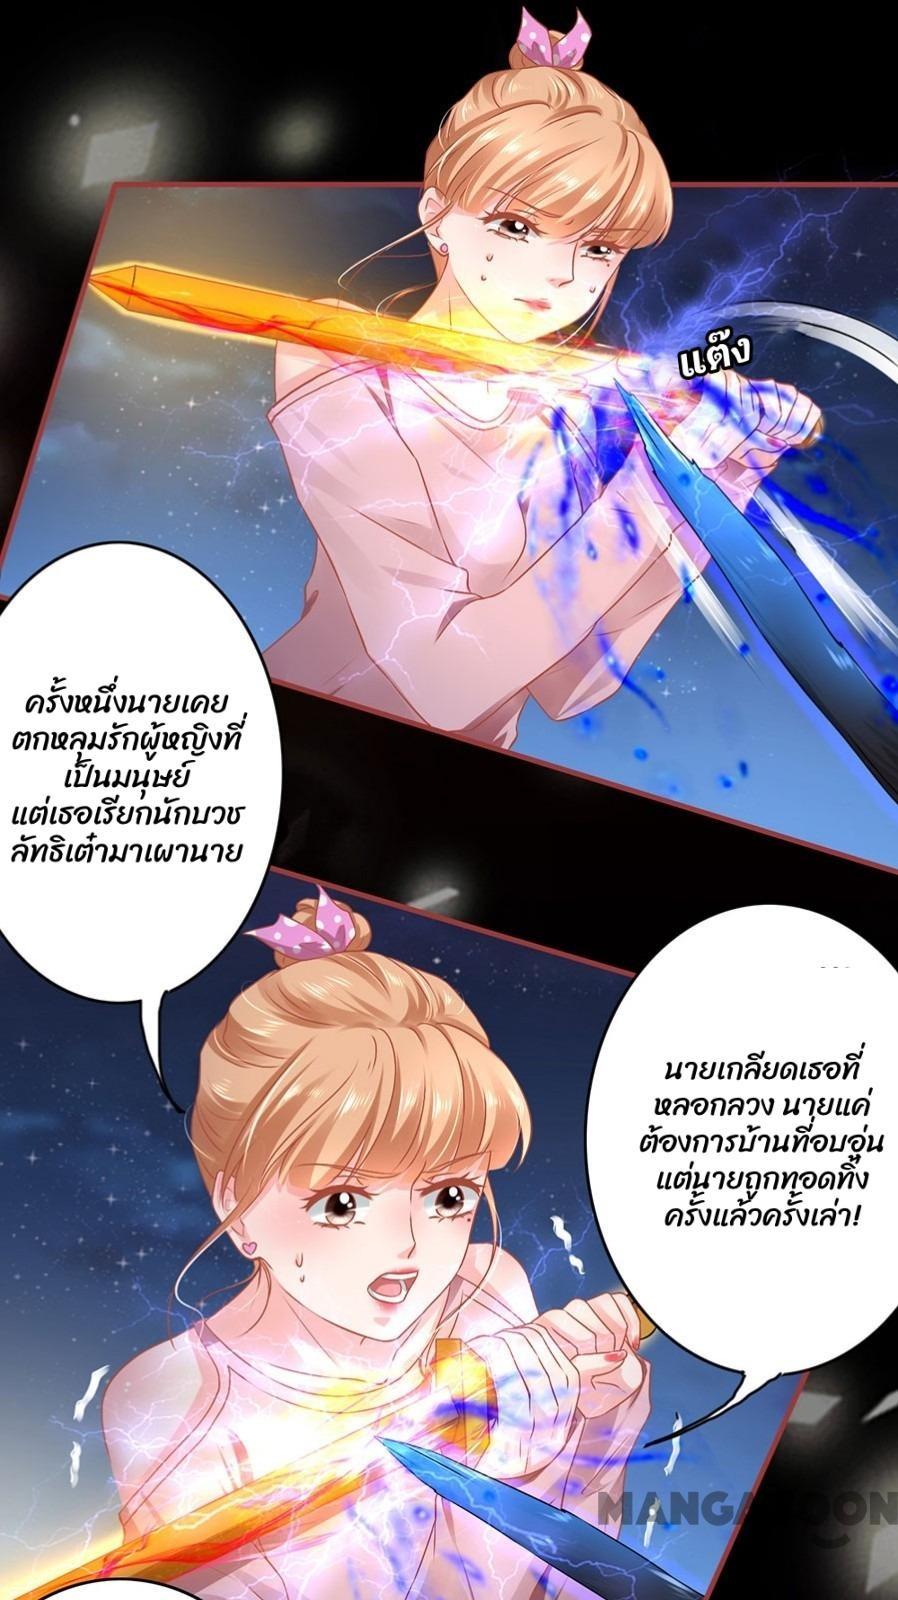 แต๊ง
ครั้งหนึ่งนายเคย
ตกหลุมรักผู้หญิงที่
เป็นมนุษย์
แต่เธอเรียกนักบวช
ลัทธิเต๋ามาเผานาย
นายเกลียดเธอที่
หลอกลวง นายแค่
ต้องการบ้านที่อบอุ่น
แต่นายถูกทอดทิ้ง
ครั้งแล้วครั้งเล่า!
MANGATOON